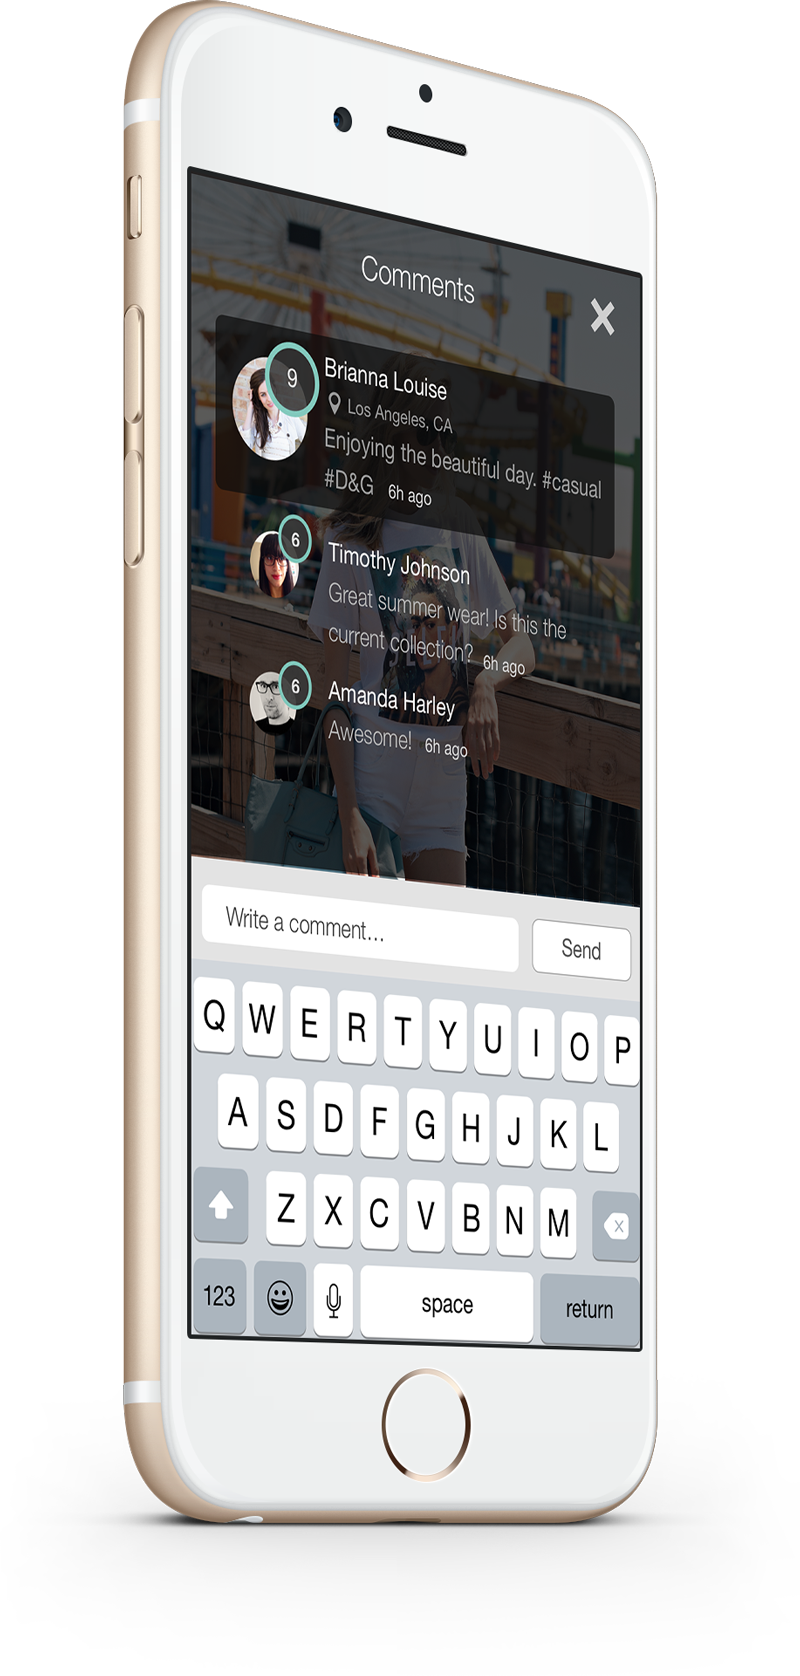 Comments
X
9
Brianna Louise
Los Angeles, CA
Enjoying the beautiful day. #casual
#D&G 6h ago
6
Timothy Johnson
Great summer wear! Is this the
current collection? 6h ago
6
Amanda Harley
Awesome! 6h ago
Write a comment... Send
Q W E R T Y U I O P
A S D F G H J K L
Z X C V B N M
123 space return